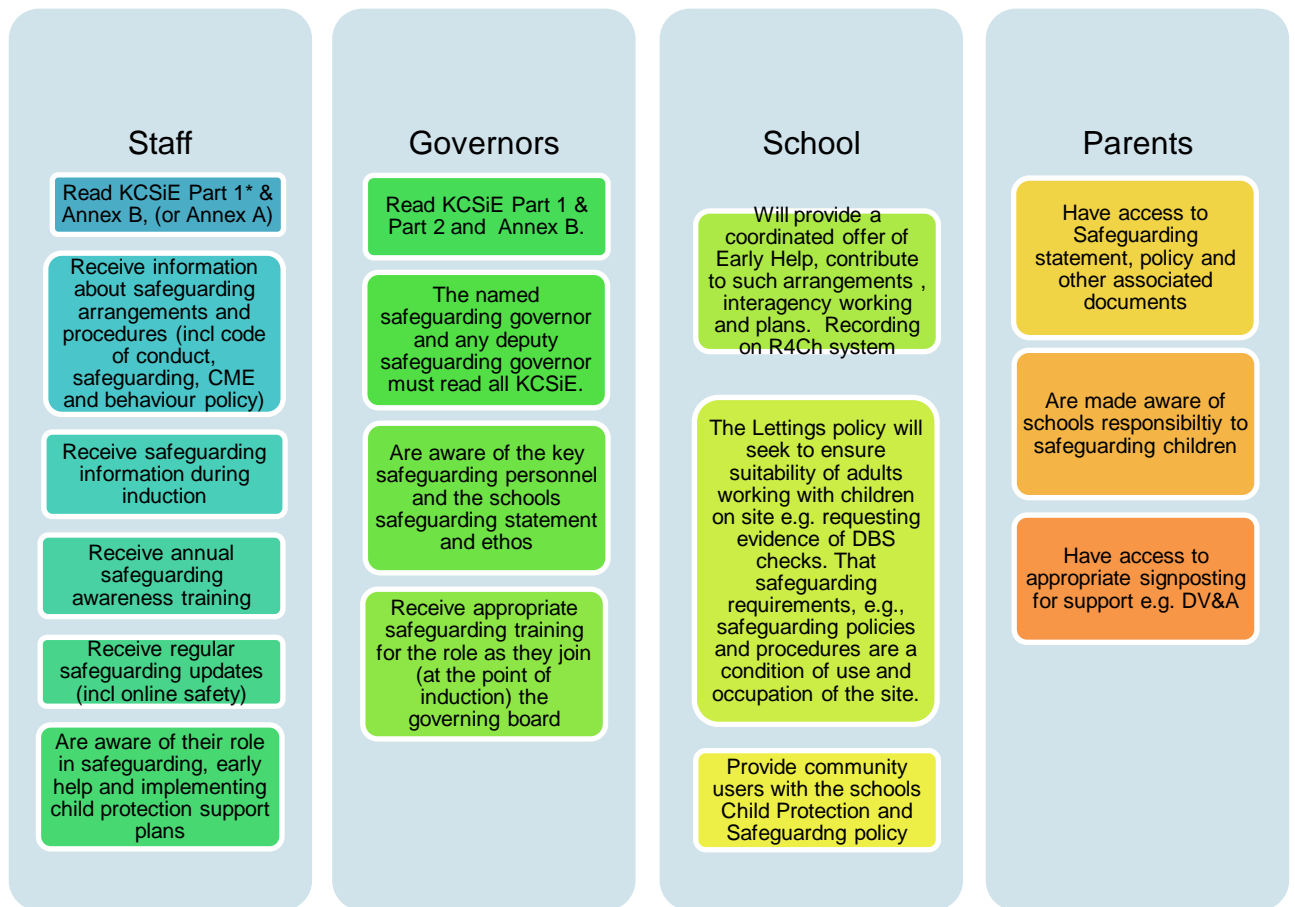 Staff
Read KCSiE Part 1* &
Annex B, (or Annex A)
Receive information
about safeguarding
arrangements and
procedures (incl code
of conduct,
safeguarding, CME
and behaviour policy)
Receive safeguarding
information during
induction
Receive annual
safeguarding
awareness training
Receive regular
safeguarding updates
(incl online safety)
Are aware of their role
in safeguarding, early
help and implementing
child protection support
plans
Governors
Read KCSiE Part 1 &
Part 2 and Annex B.
The named
safeguarding governor
and any deputy
safeguarding governor
must read all KCSiE.
Are aware of the key
safeguarding personnel
and the schools
safeguarding statement
and ethos
Receive appropriate
safeguarding training
for the role as they join
(at the point of
induction) the
governing board
School
Will provide a
coordinated offer of
Early Help, contribute
to such arrangements ,
interagency working
and plans. Recording
on R4Ch system
The Lettings policy will
seek to ensure
suitability of adults
working with children
on site e.g. requesting
evidence of DBS
checks. That
safeguarding
requirements, e.g.,
safeguarding policies
and procedures are a
condition of use and
occupation of the site.
Provide community
users with the schools
Child Protection and
Safeguardng policy
Parents
Have access to
Safeguarding
statement, policy and
other associated
documents
Are made aware of
schools responsibiltiy to
safeguarding children
Have access to
appropriate signposting
for support e.g. DV&A